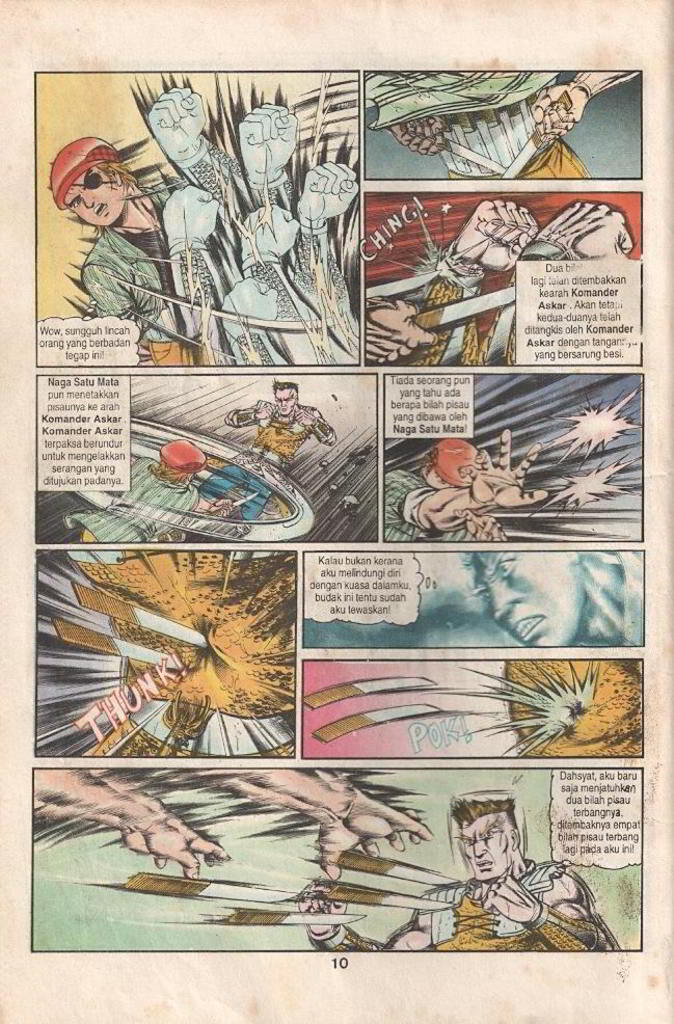 Wow, sungguh lincah
orang yang berbadan
tegap ini!
CHING!
Dua
lagi telah ditembakkan
kearah Komander
Askar. Akan tetapi
kedua-duanya telah
ditangkis oleh Komander
Askar dengan
yang bersarung besi.
Naga Satu Mata
pun menetakkan
pisaunya ke arah
Komander Askar.
Komander Askar
terpaksa berundur
untuk mengelakkan
serangan yang
ditujukan padanya.
Tiada seorang pun
yang tahu ada
berapa bilah pisau
yang dibawa oleh
Naga Satu Mata!
THUNK!
Kalau bukan kerana
aku melindungi diri
dengan kuasa dalamku,
budak ini tentu sudah
aku tewaskan!
POK!
Dahsyat, aku baru
saja menjatuhkan
dua bilah pisau
terbangnya,
ditembaknya empat
bilah pisau terbang
lagi pada aku ini!
10